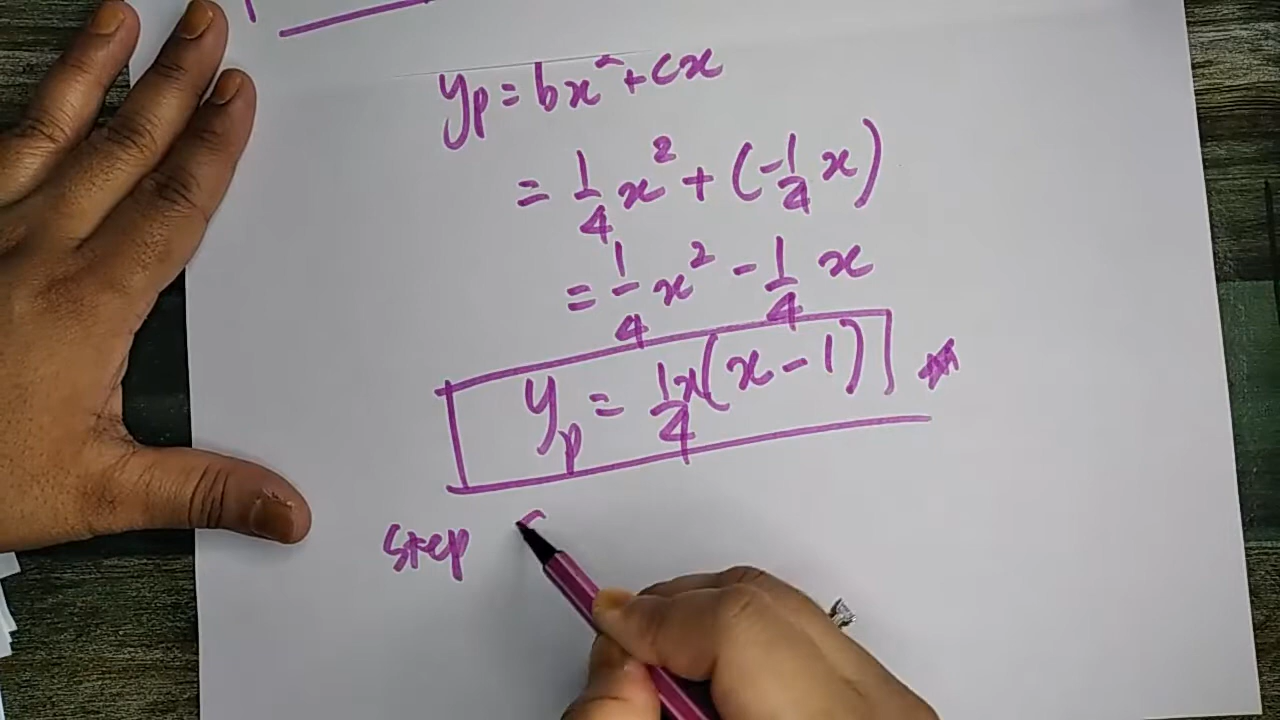 yp = bx² + cx
= 1/4 x² + (-1/4 x)
= 1/4 x² - 1/4 x
yp = 1/4 x(x - 1)
Step